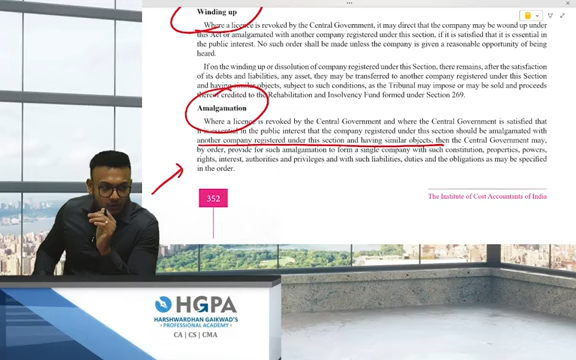 Winding up
Where a licence is revoked by the Central Government, it may direct that the company may be wound up under
this Act or amalgamated with another company registered under this section, if it is satisfied that it is essential in
the public interest. No such order shall be made unless the company is given a reasonable opportunity of being
heard.
If on the winding up or dissolution of company registered under this Section, there remains, after the satisfaction
of its debts and liabilities, any asset, they may be transferred to another company registered under this Section
and having similar objects, subject to such conditions, as the Tribunal may impose or may be sold and proceeds
thereof credited to the Rehabilitation and Insolvency Fund formed under Section 269.
Amalgamation
Where a licence is revoked by the Central Government and where the Central Government is satisfied that
it is essential in the public interest that the company registered under this section should be amalgamated with
another company registered under this section and having similar objects, then the Central Government may,
by order, provide for such amalgamation to form a single company with such constitution, properties, powers,
rights, interest, authorities and privileges and with such liabilities, duties and the obligations as may be specified
in the order.
352
The Institute of Cost Accountants of India
HGPA
HARSHWARDHAN GAIKWAD'S
PROFESSIONAL ACADEMY
CA | CS | CMA